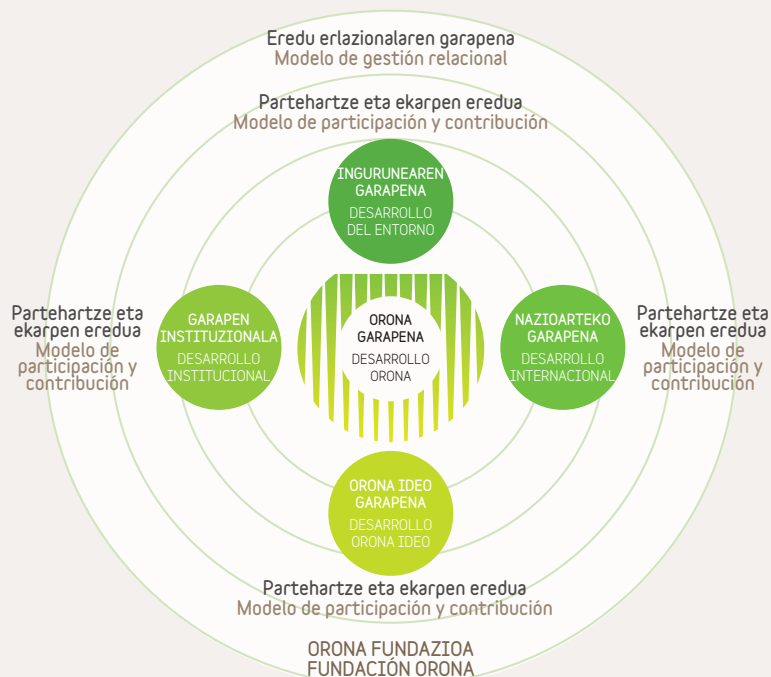 Eredu erlazionalaren garapena
Modelo de gestión relacional
Partehartze eta ekarpen eredua
Modelo de participación y contribución
INGURUNEAREN
GARAPENA
DESARROLLO
DEL ENTORNO
Partehartze eta
ekarpen eredua
Modelo de
participación y
contribución
GARAPEN
INSTITUZIONALA
DESARROLLO
INSTITUCIONAL
ORONA
GARAPENA
DESARROLLO
ORONA
NAZIOARTEKO
GARAPENA
DESARROLLO
INTERNACIONAL
Partehartze eta
ekarpen eredua
Modelo de
participación y
contribución
ORONA IDEO
GARAPENA
DESARROLLO
ORONA IDEO
Partehartze eta ekarpen eredua
Modelo de participación y contribución
ORONA FUNDAZIOA
FUNDACIÓN ORONA